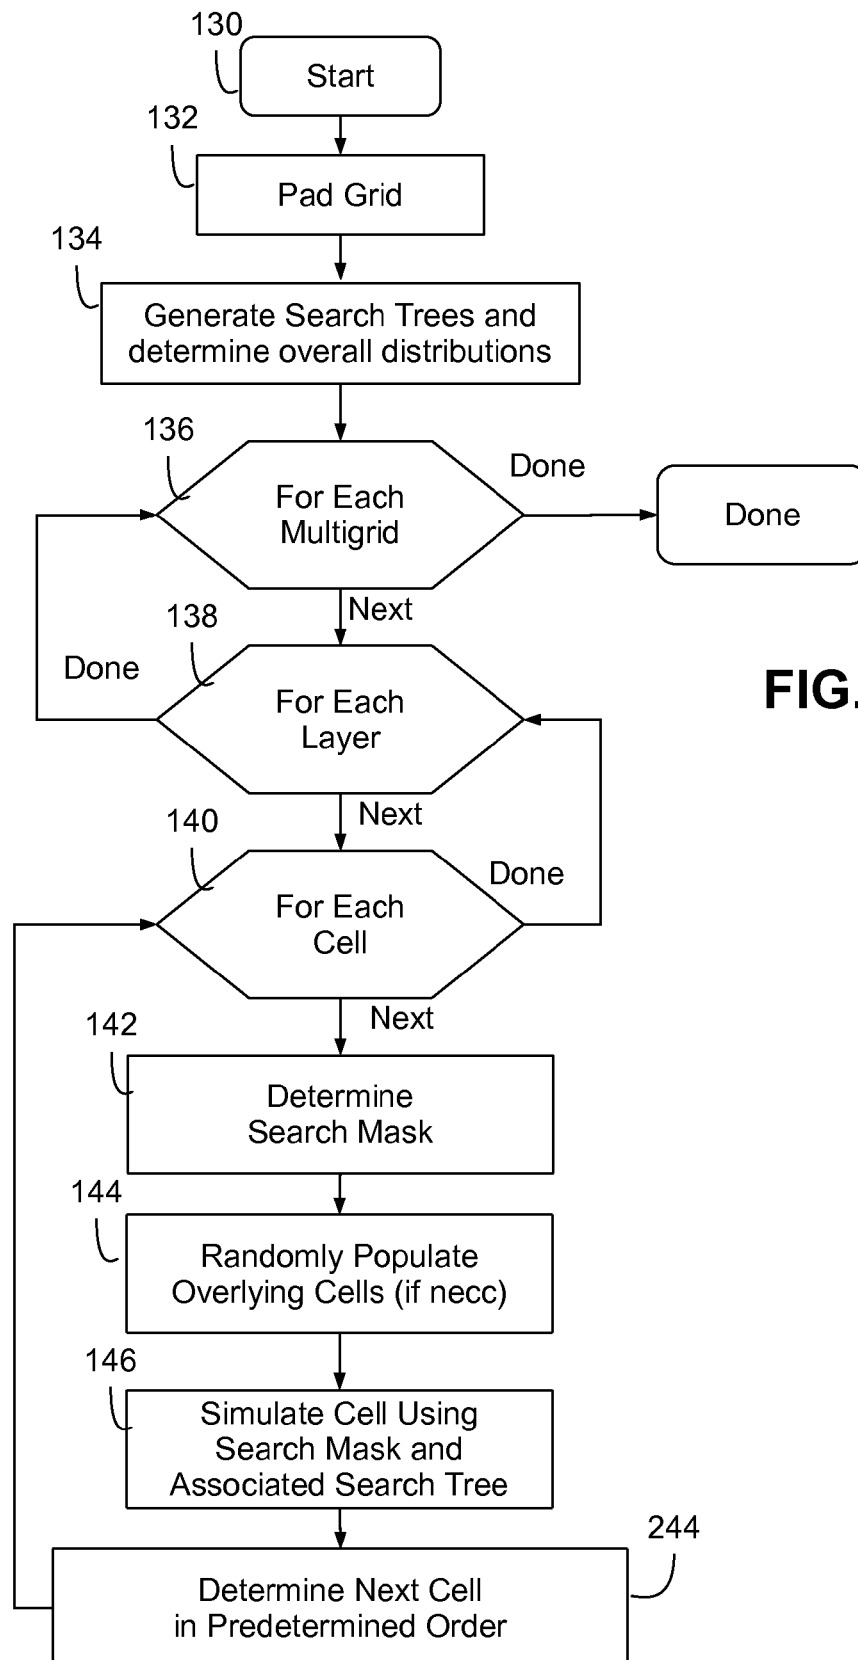 130
Start
132
Pad Grid
134
Generate Search Trees and
determine overall distributions
136
For Each
Multigrid
Done
Done
Next
138
Done
For Each
Layer
FIG.
Next
140
Done
For Each
Cell
Next
142
Determine
Search Mask
144
Randomly Populate
Overlying Cells (if necc)
146
Simulate Cell Using
Search Mask and
Associated Search Tree
244
Determine Next Cell
in Predetermined Order